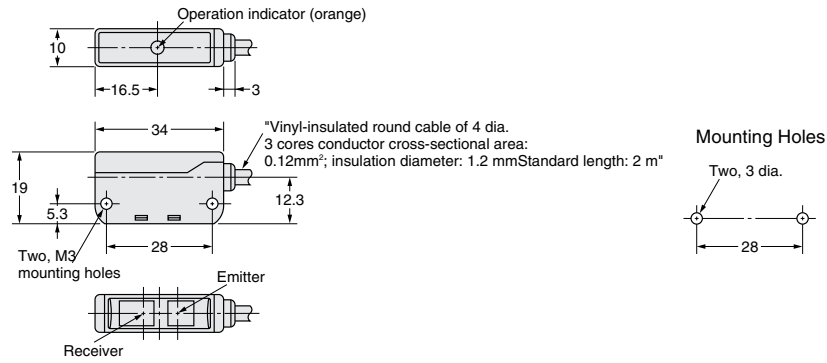 Operation indicator (orange)
10
16.5
3
34
"Vinyl-insulated round cable of 4 dia.
3 cores conductor cross-sectional area:
0.12mm²; insulation diameter: 1.2 mmStandard length: 2 m"
19
5.3
12.3
28
Two, M3
mounting holes
Emitter
Receiver
Mounting Holes
Two, 3 dia.
28